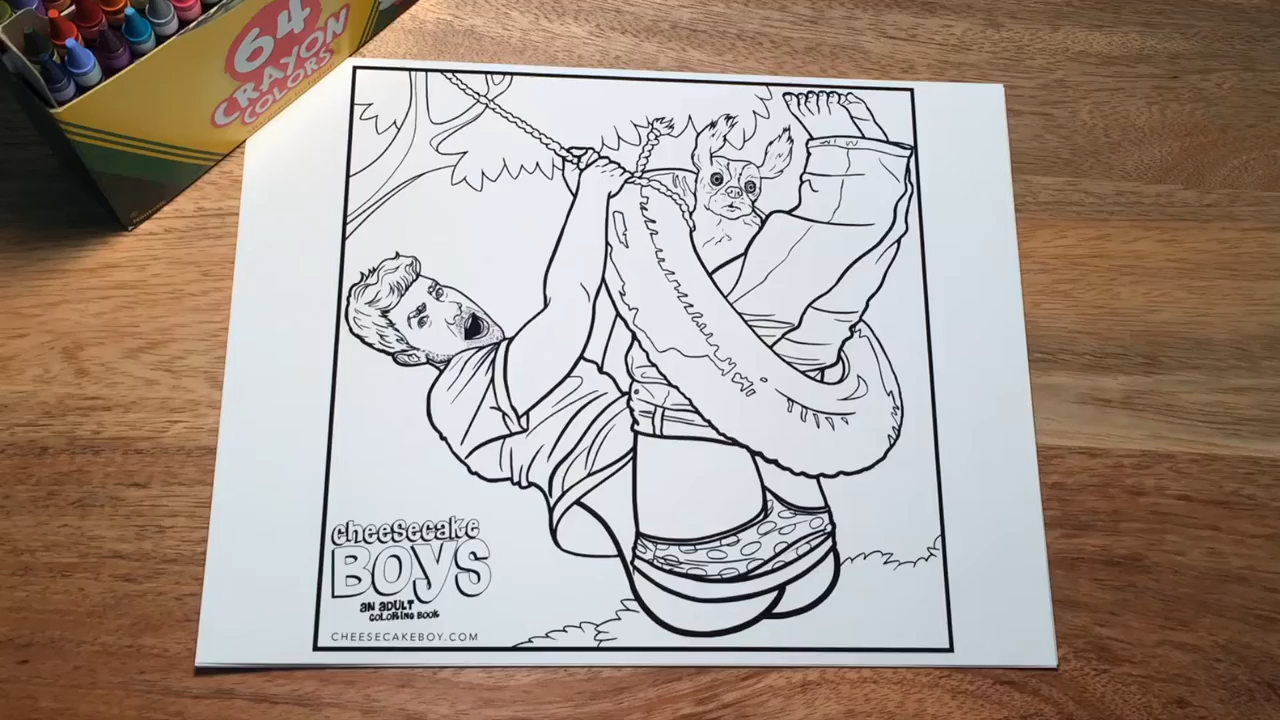 64
CRAYON
COLORS
cheesecake
BOYS
AN ADULT
COLORING BOOK
CHEESECAKEBOY.COM